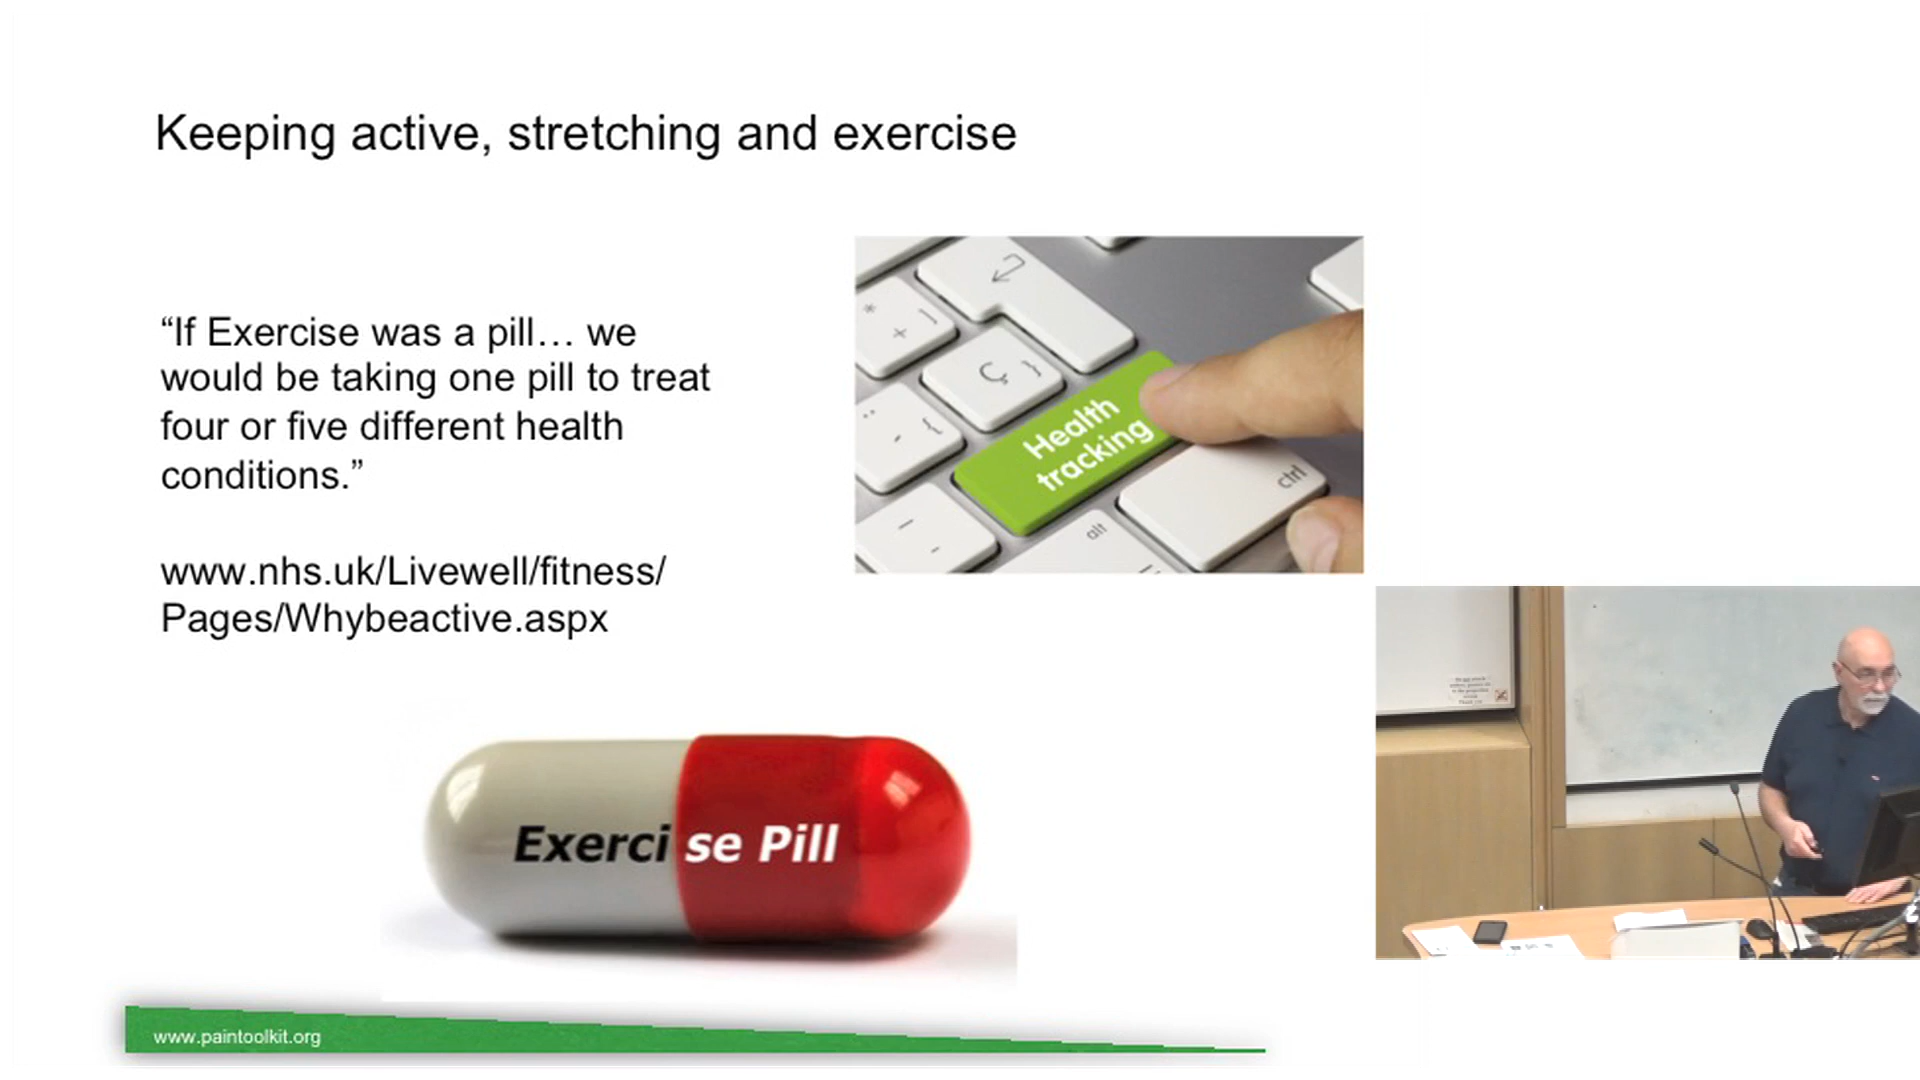 Keeping active, stretching and exercise
“If Exercise was a pill… we
would be taking one pill to treat
four or five different health
conditions.”
www.nhs.uk/Livewell/fitness/
Pages/Whybeactive.aspx
Health
tracking
ctrl
alt
Exercise Pill
www.paintoolkit.org